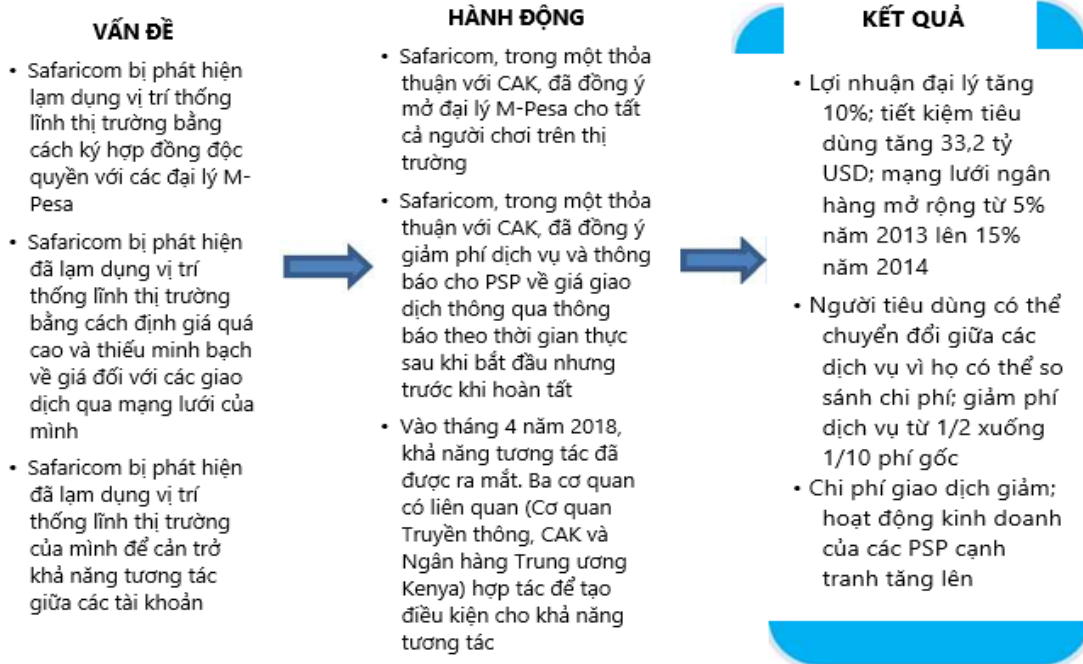 VẤN ĐỀ
• Safaricom bị phát hiện
lạm dụng vị trí thống
lĩnh thị trường bằng
cách ký hợp đồng độc
quyền với các đại lý M-
Pesa
• Safaricom bị phát hiện
đã lạm dụng vị trí
thống lĩnh thị trường
bằng cách định giá quá
cao và thiếu minh bạch
về giá đối với các giao
dịch qua mạng lưới của
mình
• Safaricom bị phát hiện
đã lạm dụng vị trí
thống lĩnh thị trường
của mình để cản trở
khả năng tương tác
giữa các tài khoản
HÀNH ĐỘNG
• Safaricom, trong một thỏa
thuận với CAK, đã đồng ý
mở đại lý M-Pesa cho tất
cả người chơi trên thị
trường
• Safaricom, trong một thỏa
thuận với CAK, đã đồng ý
giảm phí dịch vụ và thông
báo cho PSP về giá giao
dịch thông qua thông
báo theo thời gian thực
sau khi bắt đầu nhưng
trước khi hoàn tất
• Vào tháng 4 năm 2018,
khả năng tương tác đã
được ra mắt. Ba cơ quan
có liên quan (Cơ quan
Truyền thông, CAK và
Ngân hàng Trung ương
Kenya) hợp tác để tạo
điều kiện cho khả năng
tương tác
KẾT QUẢ
• Lợi nhuận đại lý tăng
10%; tiết kiệm tiêu
dùng tăng 33,2 tỷ
USD; mạng lưới ngân
hàng mở rộng từ 5%
năm 2013 lên 15%
năm 2014
• Người tiêu dùng có thể
chuyển đổi giữa các
dịch vụ vì họ có thể so
sánh chi phí; giảm phí
dịch vụ từ 1/2 xuống
1/10 phí gốc
• Chi phí giao dịch giảm;
hoạt động kinh doanh
của các PSP cạnh
tranh tăng lên